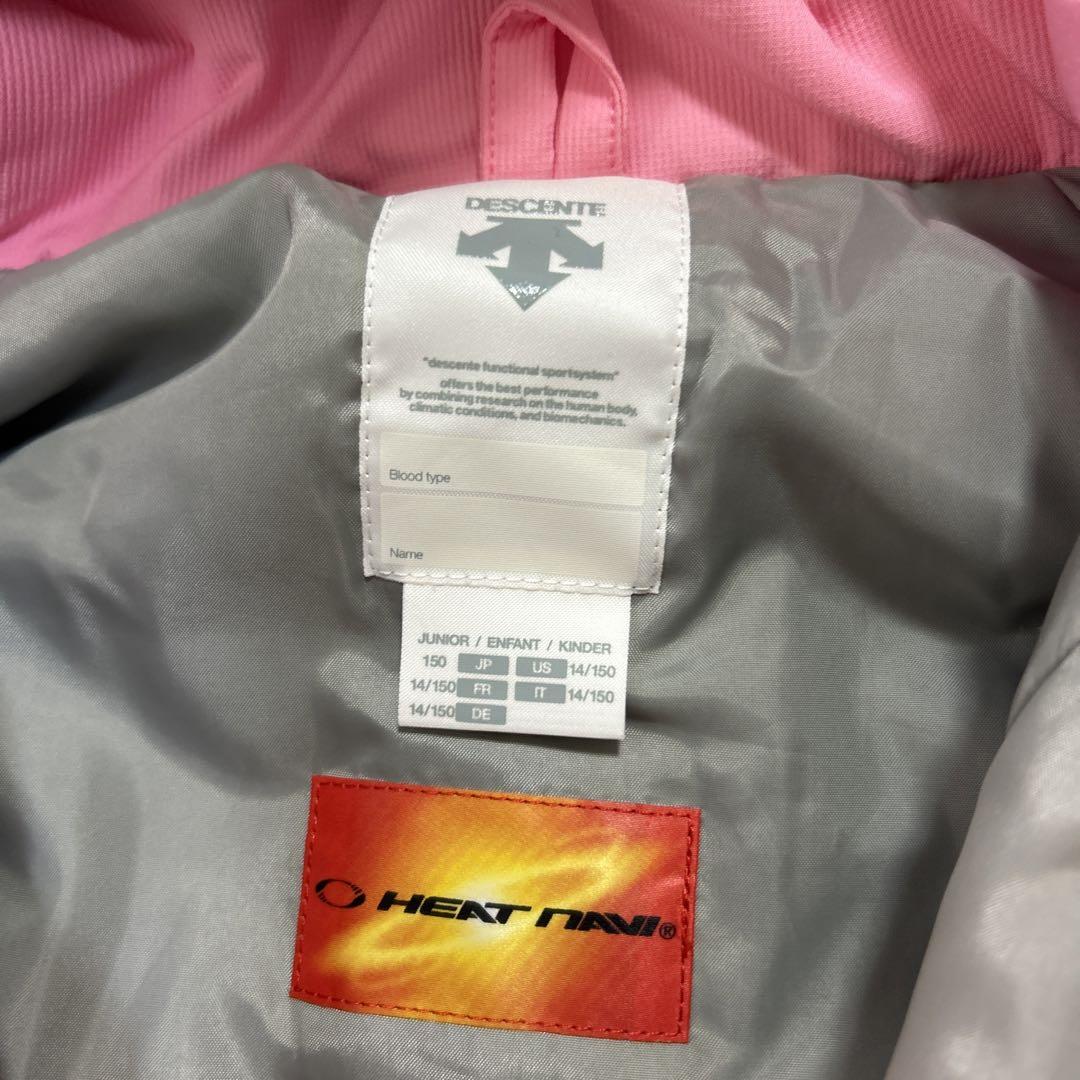 DESCENTE
"descente functional sportsystem"
offers the best performance
by combining research on the human body,
climatic conditions, and biomechanics.
Blood type
Name
JUNIOR / ENFANT / KINDER
150 JP US 14/150
14/150 FR IT 14/150
14/150 DE
HEAT NAVI®